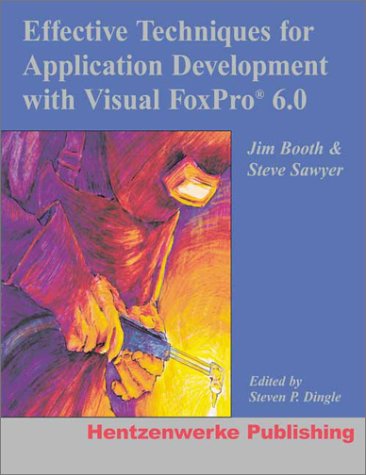 Effective Techniques for
Application Development
with Visual FoxPro® 6.0
Jim Booth &
Steve Sawyer
Edited by
Steven P. Dingle
Hentzenwerke Publishing